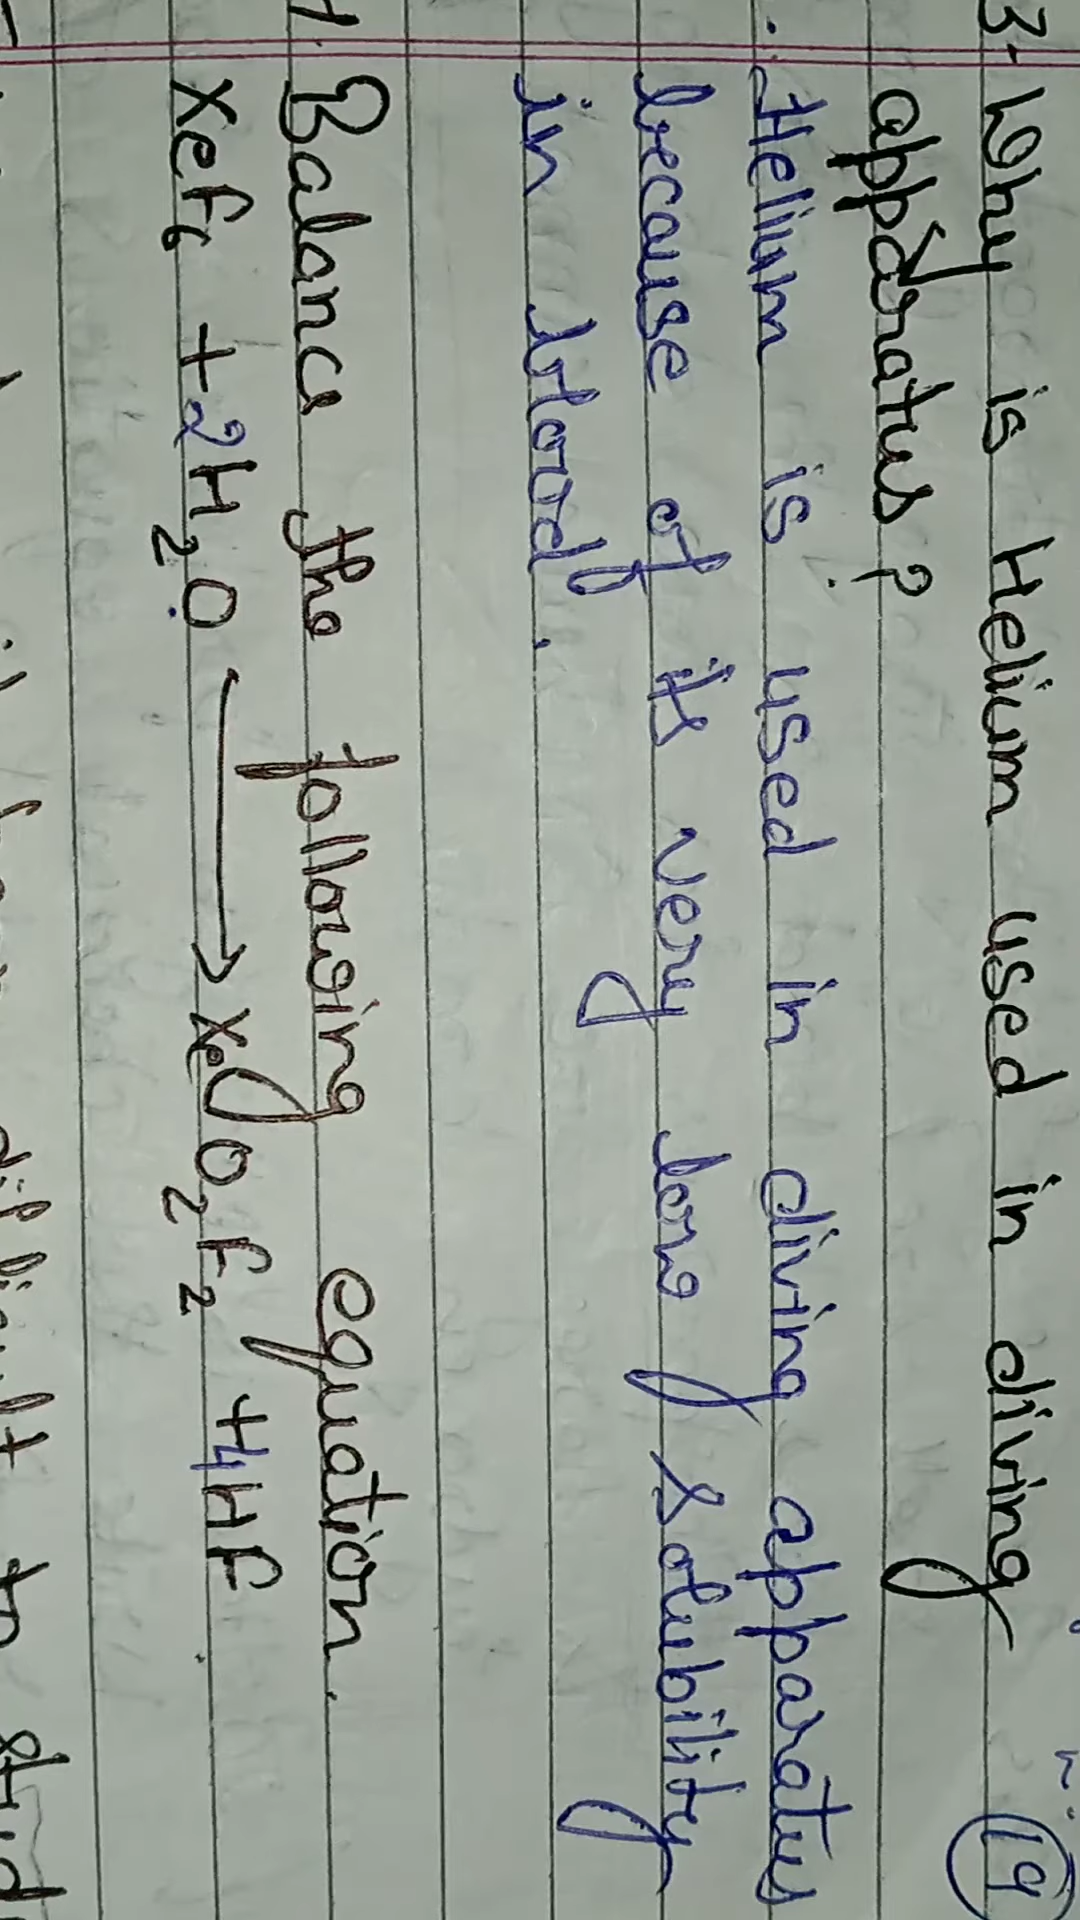 19
3. Why is Helium used in diving
apparatus?
. Helium is used in diving apparatus
because of its very low solubility
in blood.
Balance the following equation.
XeF₆ + 2H₂O ⟶ XeO₂F₂ + 4HF